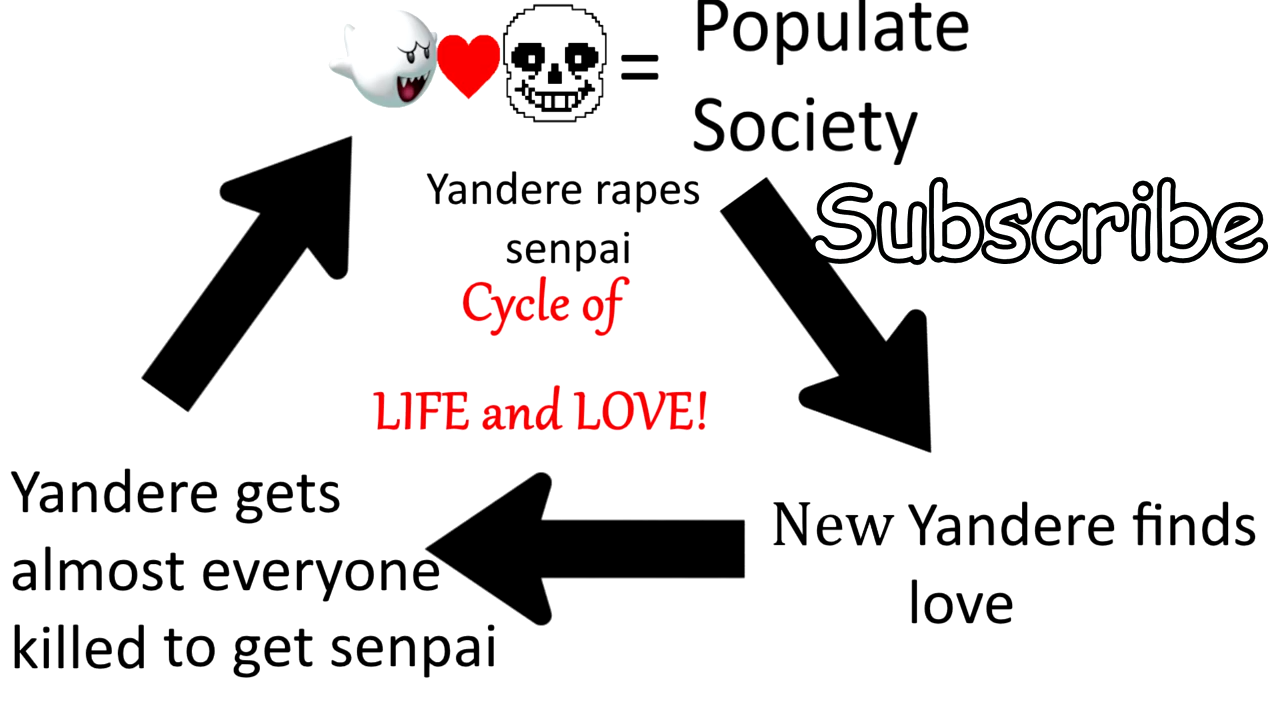 =
Populate
Society
Yandere rapes
senpai
Subscribe
Cycle of
LIFE and LOVE!
Yandere gets
almost everyone
killed to get senpai
New Yandere finds
love